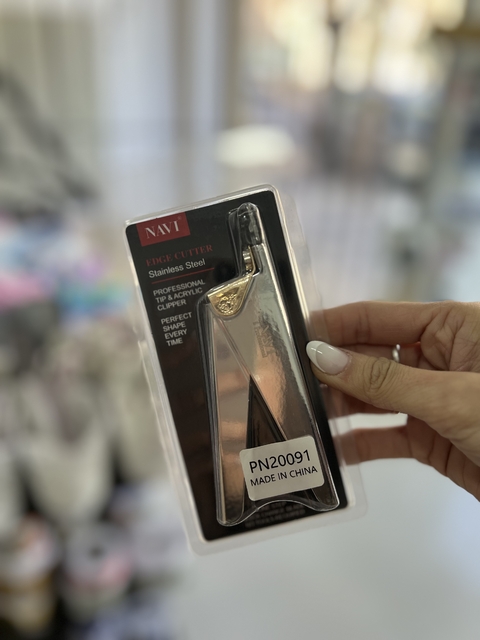 NAVI
EDGE CUTTER
Stainless Steel
PROFESSIONAL
TIP & ACRYLIC
CLIPPER
PERFECT
SHAPE
EVERY
TIME
PN20091
MADE IN CHINA